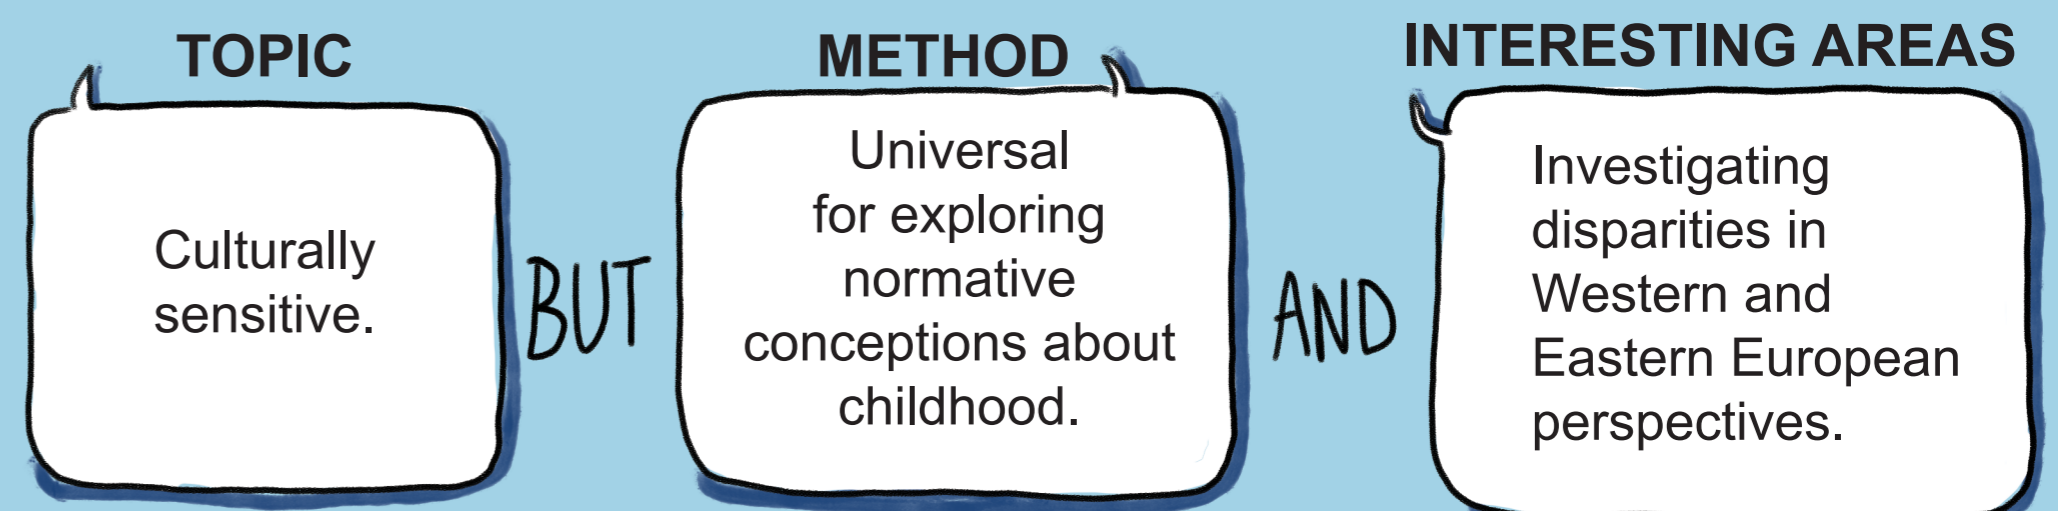 TOPIC
Culturally
sensitive.
BUT
METHOD
Universal
for exploring
normative
conceptions about
childhood.
AND
INTERESTING AREAS
Investigating
disparities in
Western and
Eastern European
perspectives.